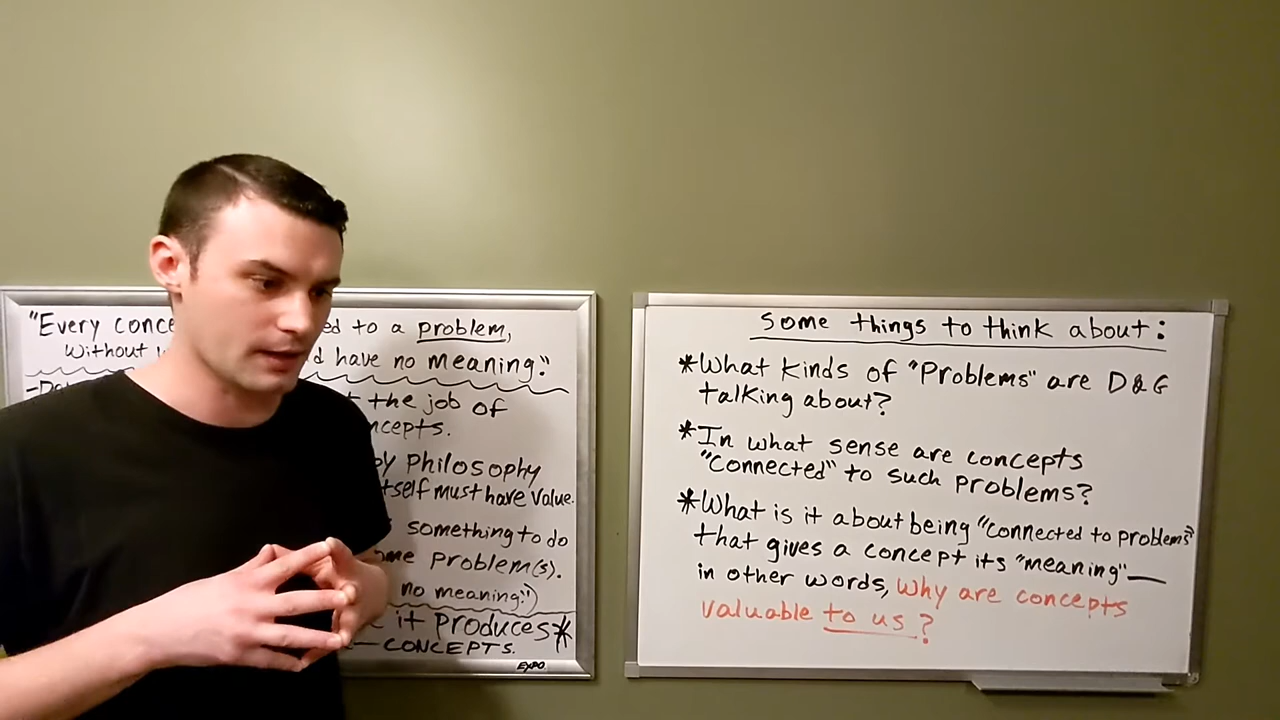 "Every conce ed to a problem,
without have no meaning."
the job of
ncepts.
by Philosophy
itself must have value.
something to do
ome problem(s).
no meaning.")
it produces*
— CONCEPTS.
EXPO
Some things to think about:
*What kinds of "Problems" are D&G
talking about?
*In what sense are concepts
"connected" to such problems?
*What is it about being "connected to problems"
that gives a concept its "meaning"—
in other words, why are concepts
valuable to us?